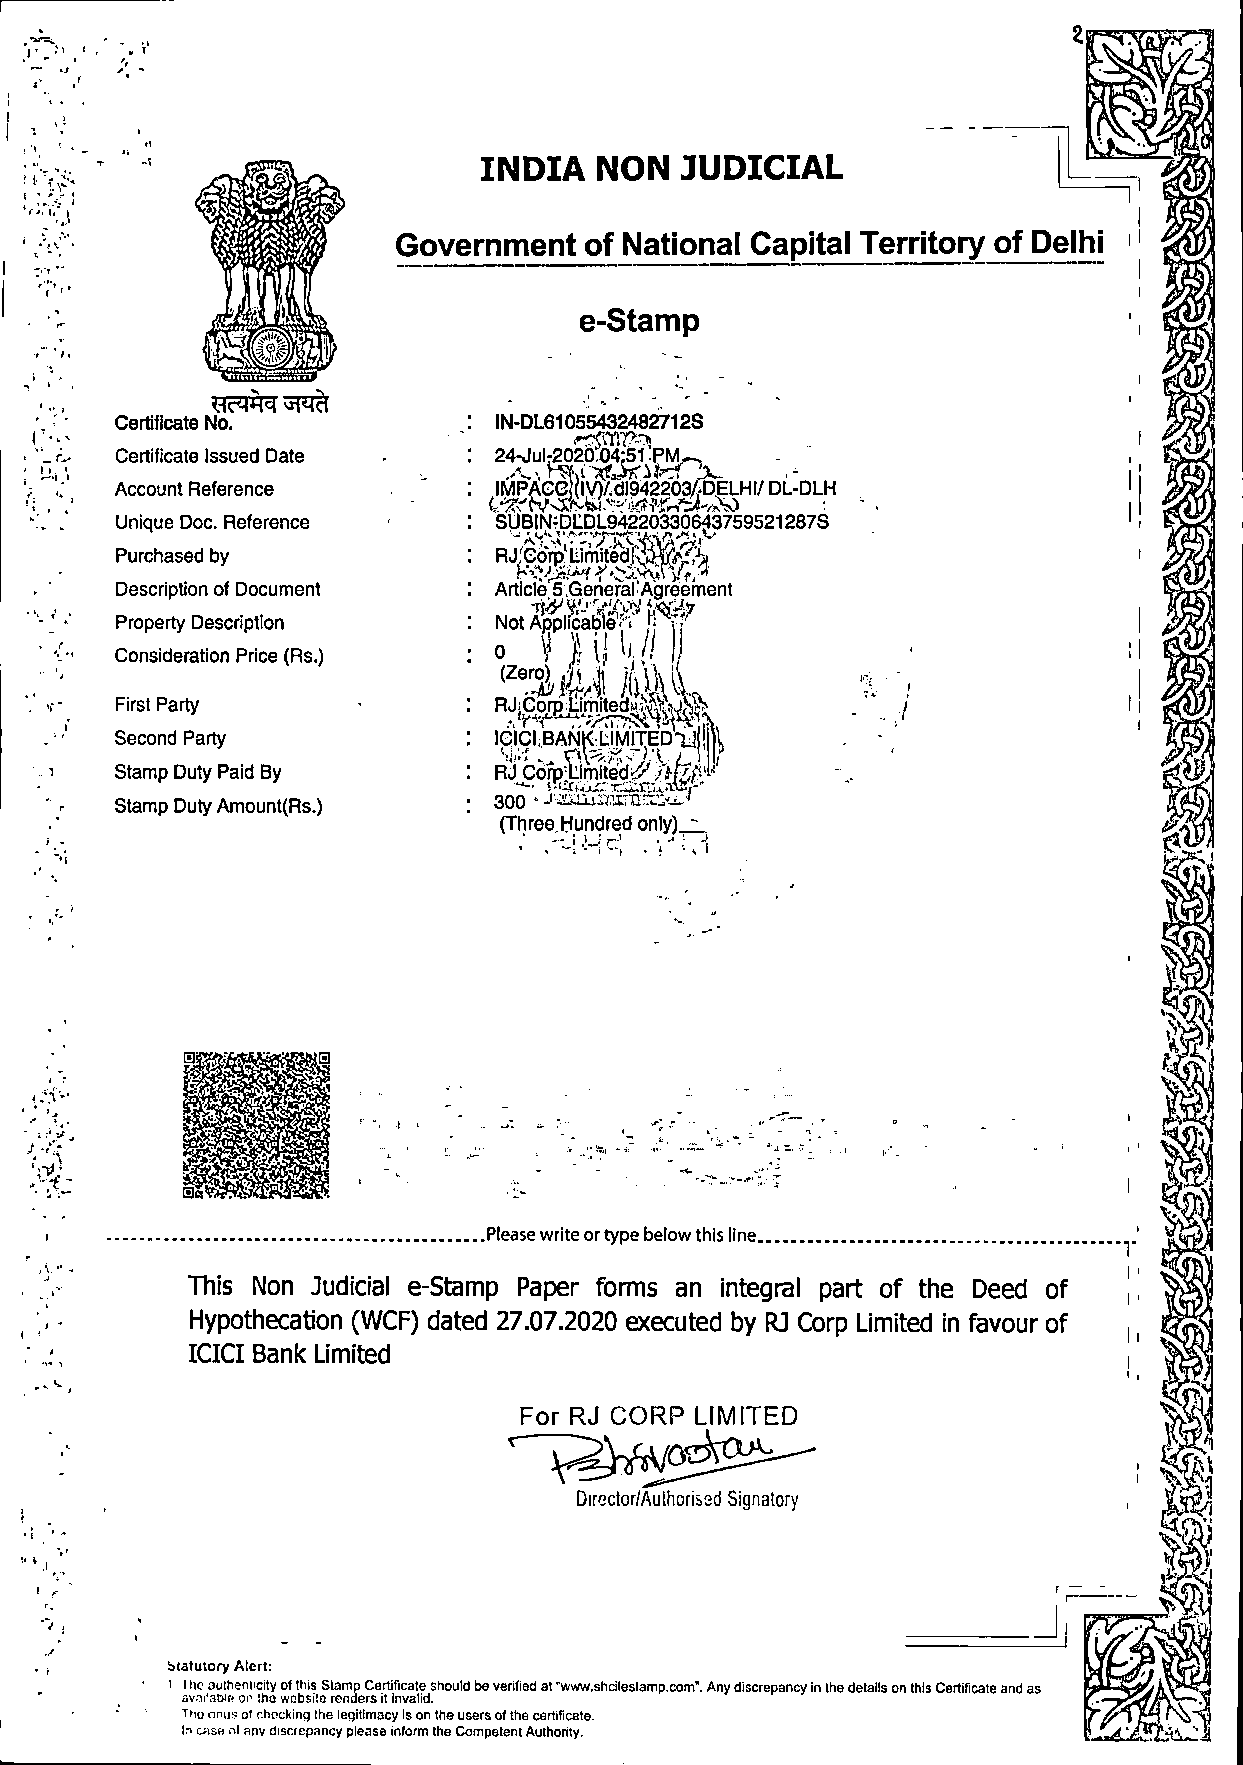 2
INDIA NON JUDICIAL
Government of National Capital Territory of Delhi
e-Stamp
सत्यमेव जयते
Certificate No. : IN-DL61055432482712S
Certificate Issued Date : 24-Jul-2020 04:51 PM
Account Reference : IMPACC (IV)/ dl942203/ DELHI/ DL-DLH
Unique Doc. Reference : SUBIN-DLDL94220330643759521287S
Purchased by : RJ Corp Limited
Description of Document : Article 5 General Agreement
Property Description : Not Applicable
Consideration Price (Rs.) : 0
(Zero)
First Party : RJ Corp Limited
Second Party : ICICI BANK LIMITED
Stamp Duty Paid By : RJ Corp Limited
Stamp Duty Amount(Rs.) : 300
(Three Hundred only)
Please write or type below this line
This Non Judicial e-Stamp Paper forms an integral part of the Deed of
Hypothecation (WCF) dated 27.07.2020 executed by RJ Corp Limited in favour of
ICICI Bank Limited
For RJ CORP LIMITED
Director/Authorised Signatory
Statutory Alert:
1 The authenticity of this Stamp Certificate should be verified at "www.shcilestamp.com". Any discrepancy in the details on this Certificate and as
available on the website renders it invalid.
The onus of checking the legitimacy is on the users of the certificate.
In case of any discrepancy please inform the Competent Authority.